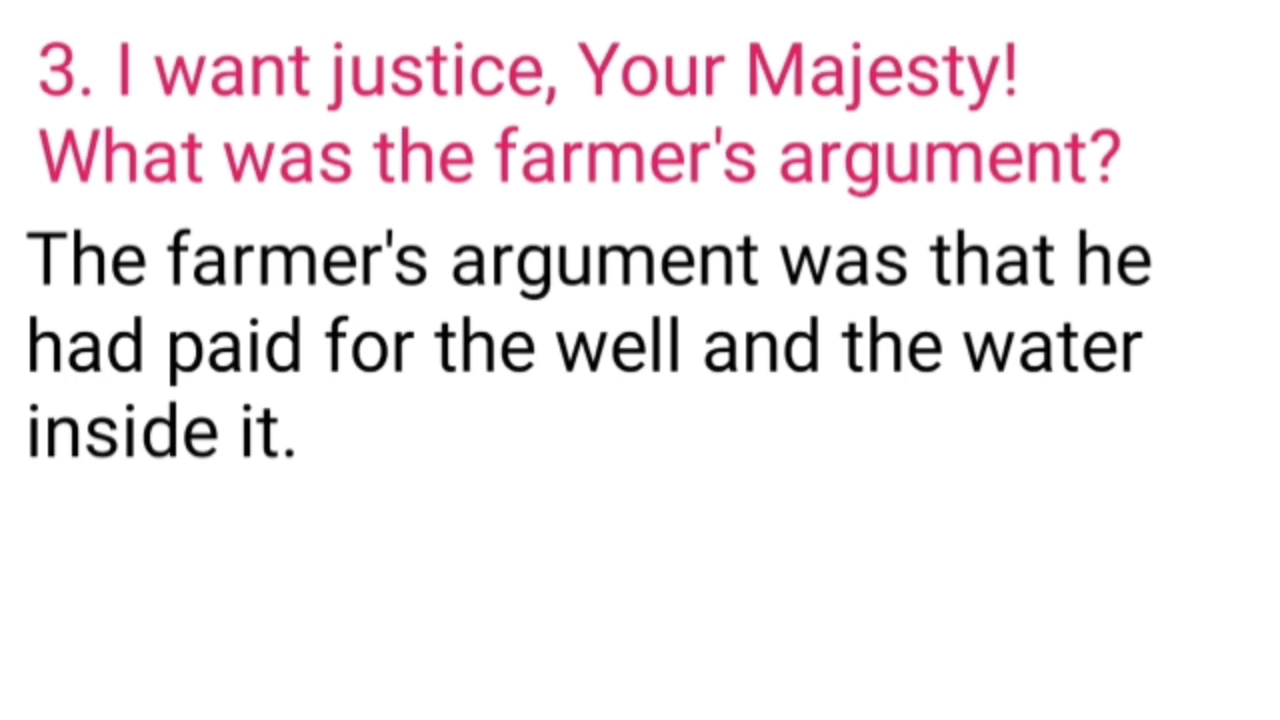 3. I want justice, Your Majesty!
What was the farmer's argument?
The farmer's argument was that he
had paid for the well and the water
inside it.